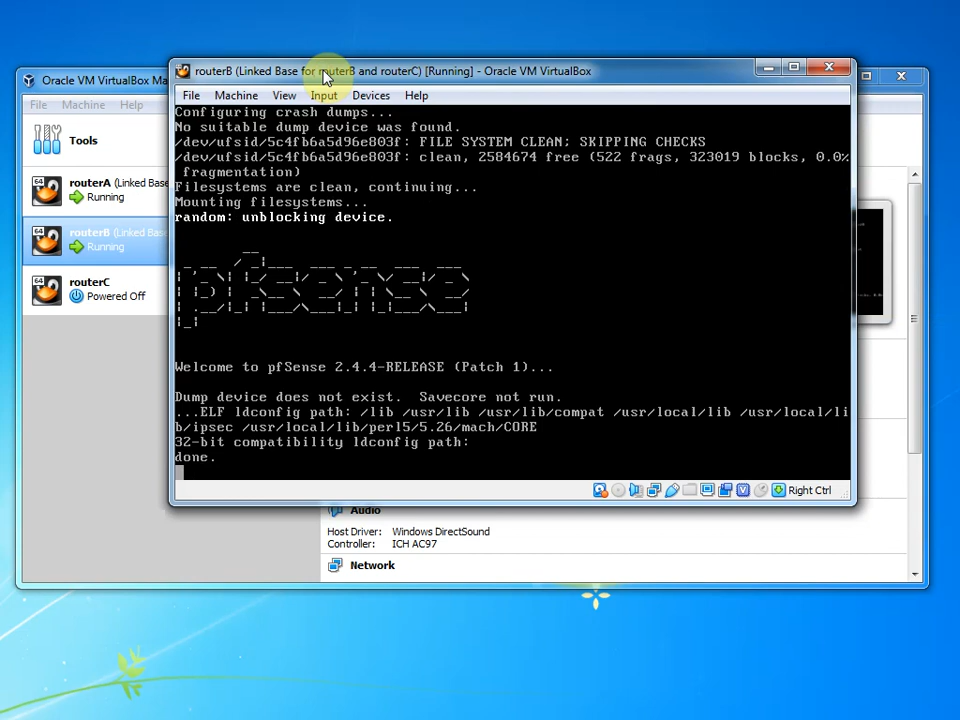 Oracle VM VirtualBox Ma
File Machine Help
Tools
routerA (Linked Base
Running
routerB (Linked Base
Running
routerC
Powered Off
routerB (Linked Base for routerB and routerC) [Running] - Oracle VM VirtualBox
File Machine View Input Devices Help
Configuring crash dumps...
No suitable dump device was found.
/dev/ufsid/5c4fb6a5d96e803f: FILE SYSTEM CLEAN; SKIPPING CHECKS
/dev/ufsid/5c4fb6a5d96e803f: clean, 2584674 free (522 frags, 323019 blocks, 0.0%
fragmentation)
Filesystems are clean, continuing...
Mounting filesystems...
random: unblocking device.
pfSense
Welcome to pfSense 2.4.4-RELEASE (Patch 1)...
Dump device does not exist. Savecore not run.
...ELF ldconfig path: /lib /usr/lib /usr/lib/compat /usr/local/lib /usr/local/li
b/ipsec /usr/local/lib/perl5/5.26/mach/CORE
32-bit compatibility ldconfig path:
done.
Right Ctrl
Audio
Host Driver: Windows DirectSound
Controller: ICH AC97
Network